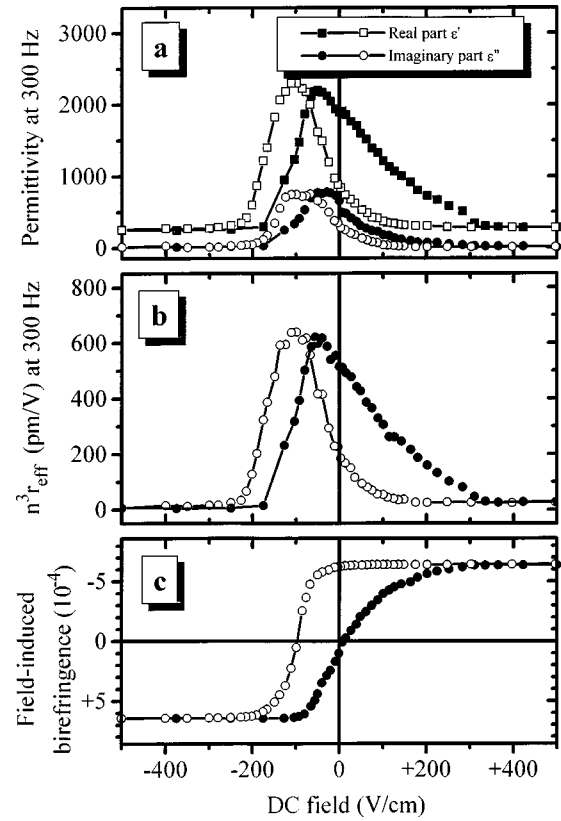 a
Real part ε'
Imaginary part ε"
Permittivity at 300 Hz
3000
2000
1000
0
b
n³r_eff (pm/V) at 300 Hz
800
600
400
200
0
c
Field-induced
birefringence (10⁻⁴)
-5
0
+5
-400 -200 0 +200 +400
DC field (V/cm)